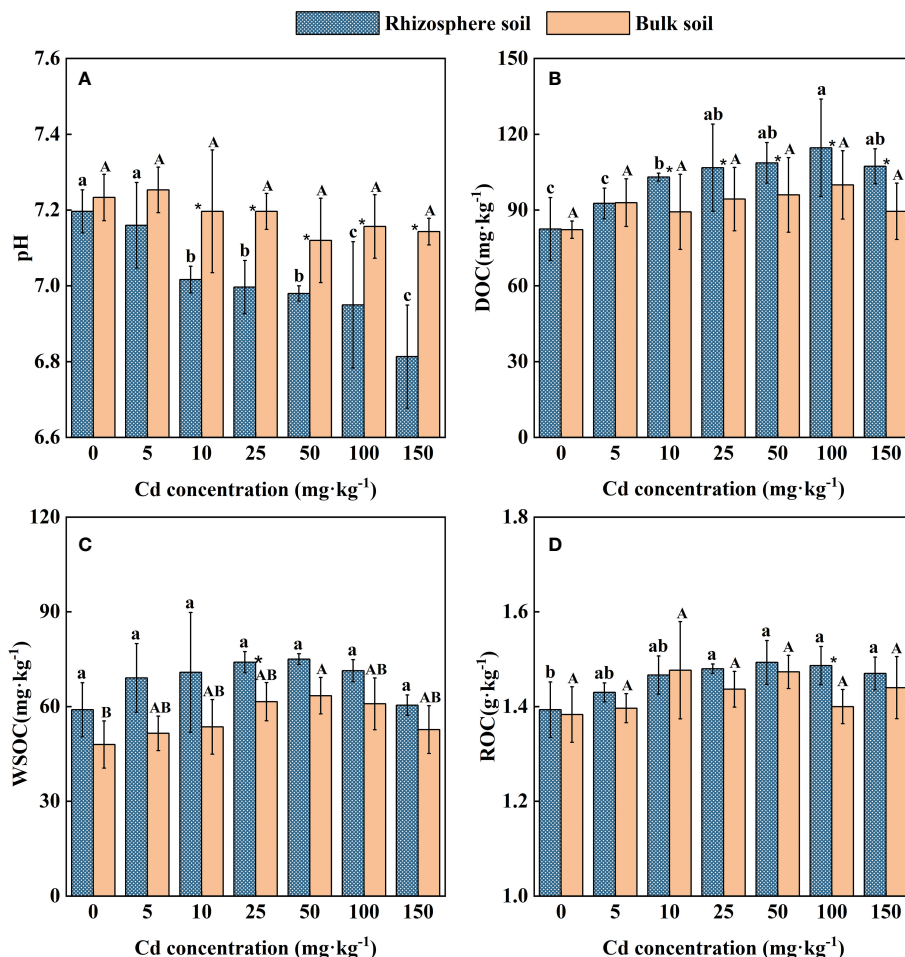 Rhizosphere soil Bulk soil
A
7.6
7.4
7.2
7.0
6.8
6.6
pH
a A a A b * A b * A b * A c * A c * A
0 5 10 25 50 100 150
Cd concentration (mg·kg-1)
B
150
120
90
60
30
0
DOC(mg·kg-1)
c A c A b * A ab * A ab * A a * A ab * A
0 5 10 25 50 100 150
Cd concentration (mg·kg-1)
C
120
90
60
30
0
WSOC(mg·kg-1)
a B a AB a AB a * AB a A a AB a AB
0 5 10 25 50 100 150
Cd concentration (mg·kg-1)
D
1.8
1.6
1.4
1.2
1.0
ROC(g·kg-1)
b A ab A ab A a A a A a * A a A
0 5 10 25 50 100 150
Cd concentration (mg·kg-1)